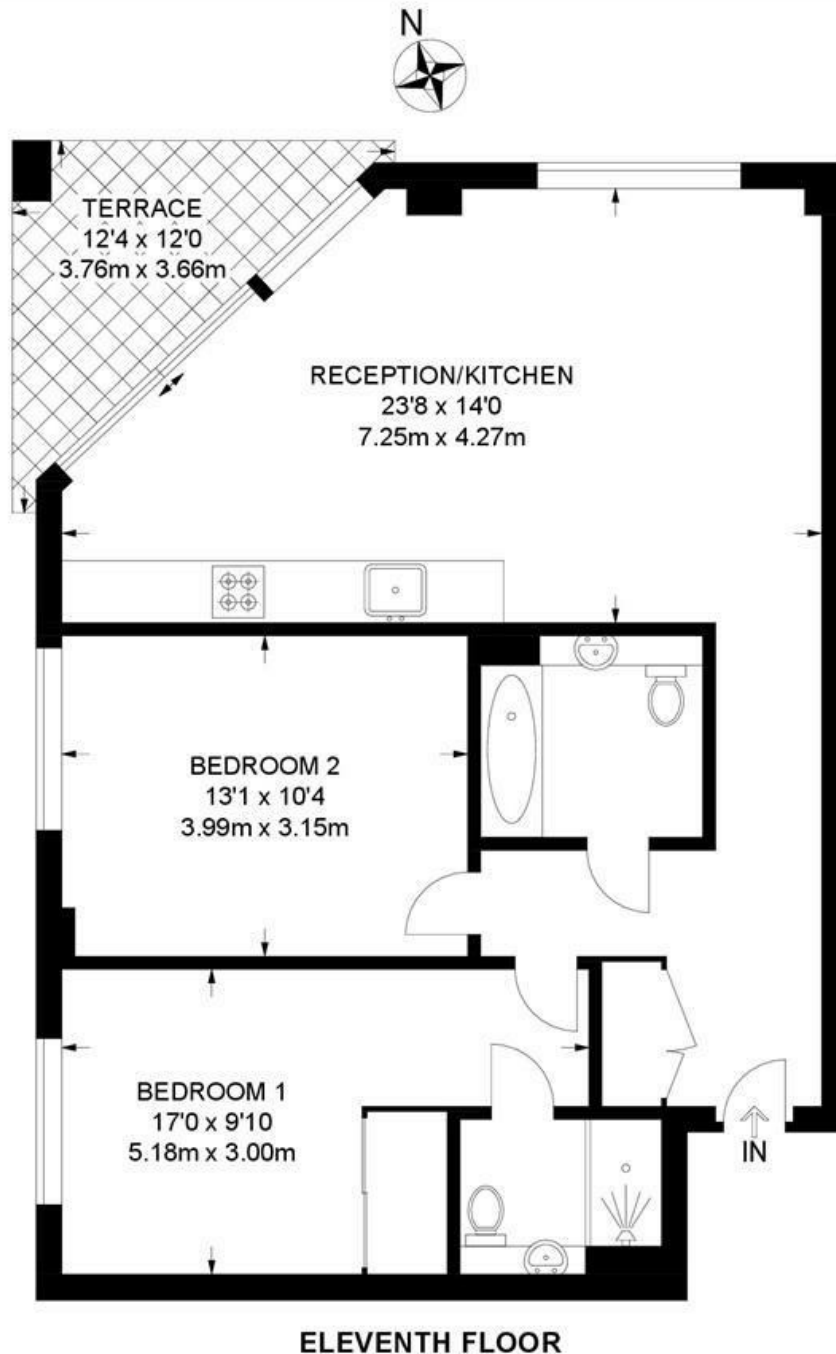 N
TERRACE
12'4 x 12'0
3.76m x 3.66m
RECEPTION/KITCHEN
23'8 x 14'0
7.25m x 4.27m
BEDROOM 2
13'1 x 10'4
3.99m x 3.15m
BEDROOM 1
17'0 x 9'10
5.18m x 3.00m
IN
ELEVENTH FLOOR